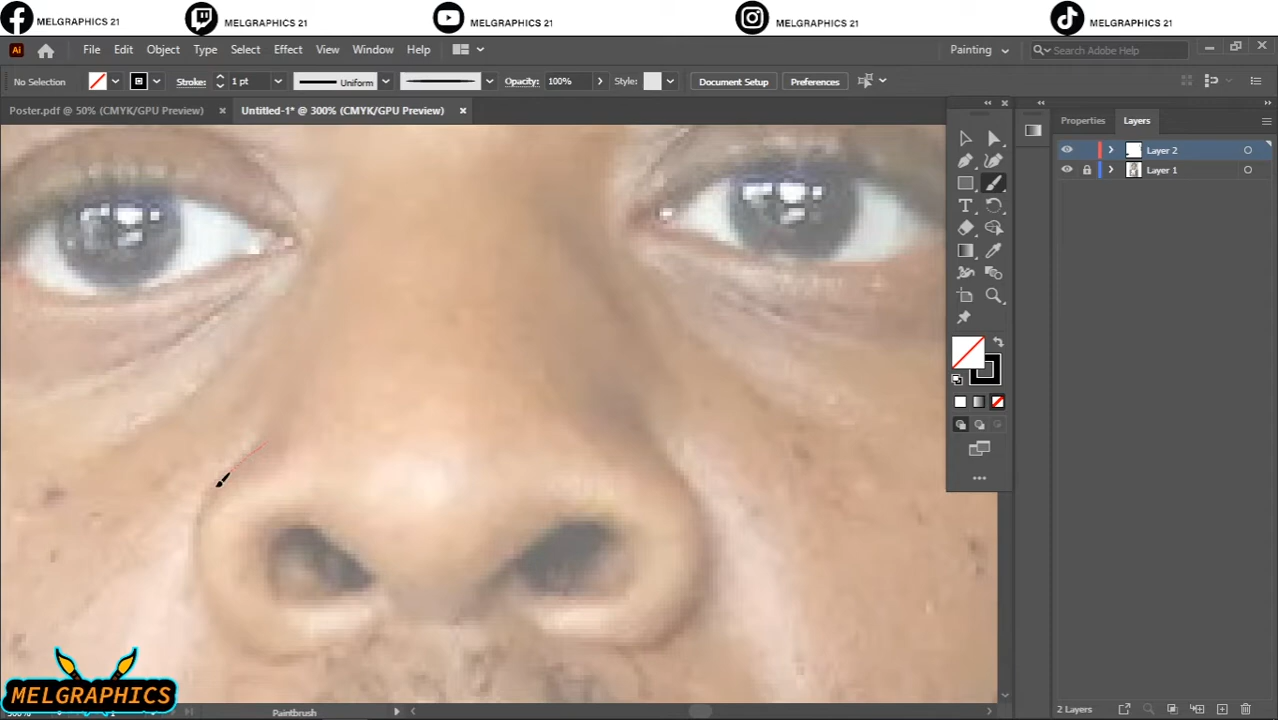 MELGRAPHICS 21 MELGRAPHICS 21 MELGRAPHICS 21 MELGRAPHICS 21 MELGRAPHICS 21
Ai File Edit Object Type Select Effect View Window Help Painting Search Adobe Help
No Selection Stroke: 1 pt Uniform Opacity: 100% Style: Document Setup Preferences
Poster.pdf @ 50% (CMYK/GPU Preview) × Untitled-1* @ 300% (CMYK/GPU Preview) ×
Properties Layers
Layer 2
Layer 1
MELGRAPHICS
Paintbrush
2 Layers